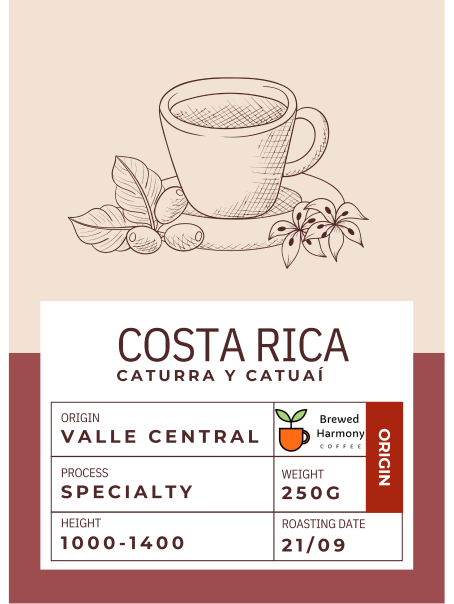 COSTA RICA
CATURRA Y CATUAÍ
ORIGIN
VALLE CENTRAL
Brewed
Harmony
COFFEE
ORIGIN
PROCESS
SPECIALTY
WEIGHT
250G
HEIGHT
1000-1400
ROASTING DATE
21/09